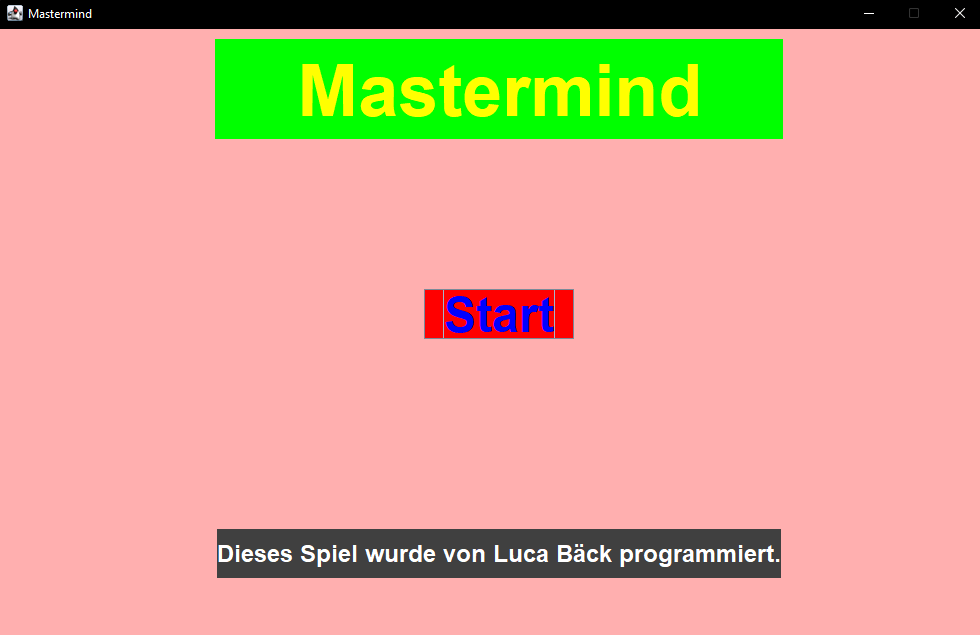 Mastermind
Mastermind
Start
Dieses Spiel wurde von Luca Bäck programmiert.